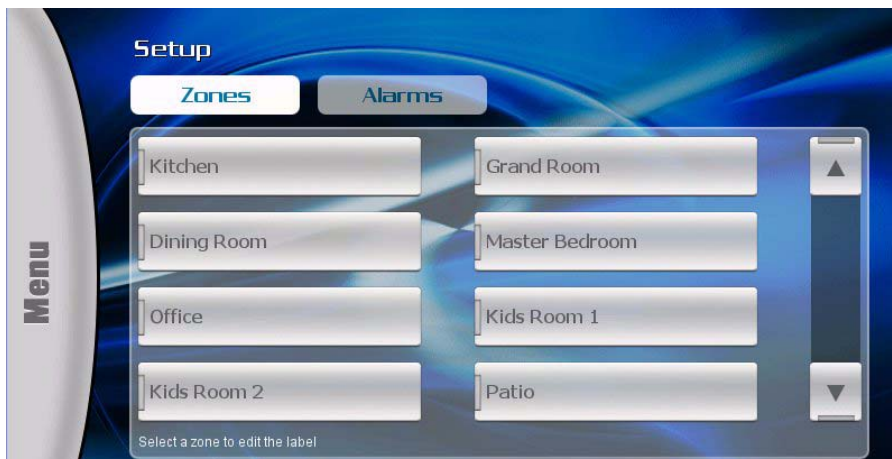 Setup
Zones
Alarms
Kitchen
Grand Room
Dining Room
Master Bedroom
Office
Kids Room 1
Kids Room 2
Patio
Select a zone to edit the label
Menu